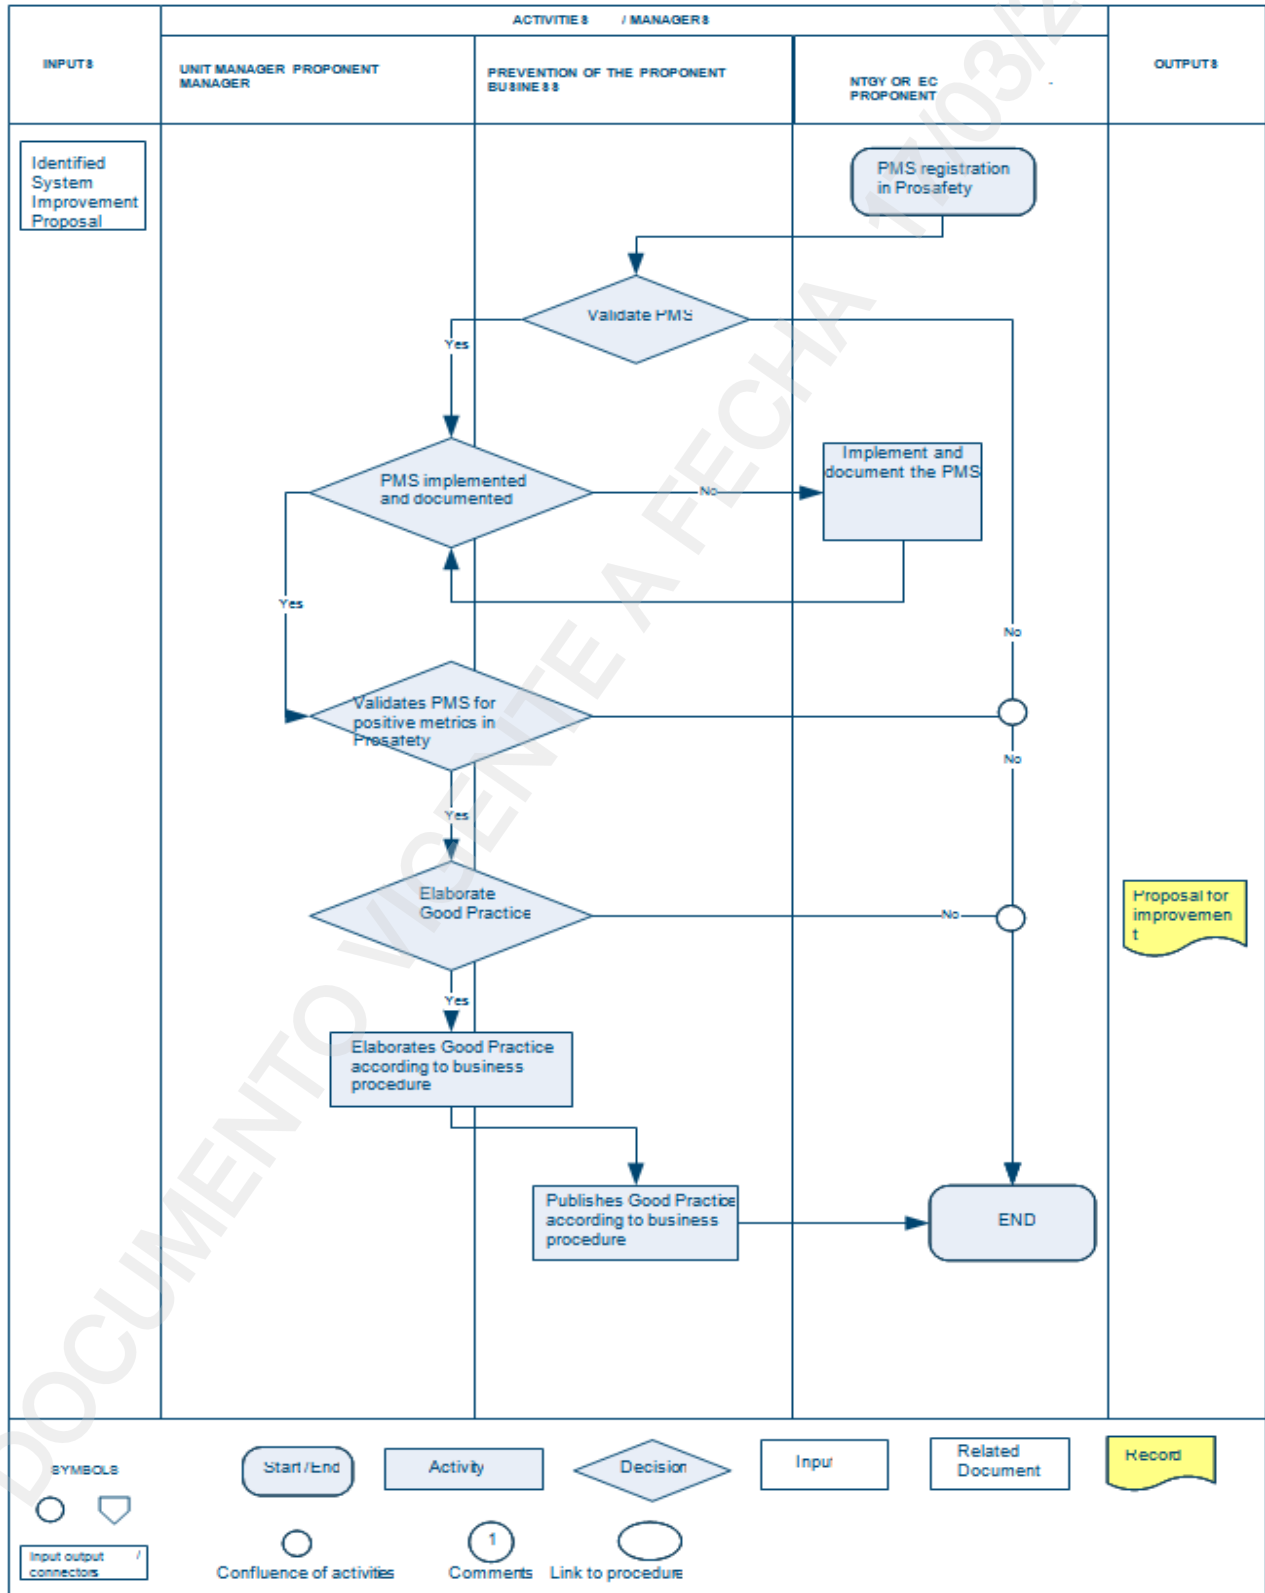 ACTIVITIES / MANAGERS
INPUTS
UNIT MANAGER PROPONENT
MANAGER
PREVENTION OF THE PROPONENT
BUSINESS
NTGY OR EC -
PROPONENT
OUTPUTS
Identified
System
Improvement
Proposal
PMS registration
in Prosafety
Validate PMS
Yes
PMS implemented
and documented
No
Implement and
document the PMS
Yes
No
Validates PMS for
positive metrics in
Prosafety
No
Yes
Elaborate
Good Practice
No
Proposal for
improvemen
t
Yes
Elaborates Good Practice
according to business
procedure
Publishes Good Practice
according to business
procedure
END
SYMBOLS
Start/End
Activity
Decision
Input
Related
Document
Record
Input output /
connectors
Confluence of activities
1
Comments
Link to procedure
DOCUMENTO VIGENTE A FECHA 17/03/2